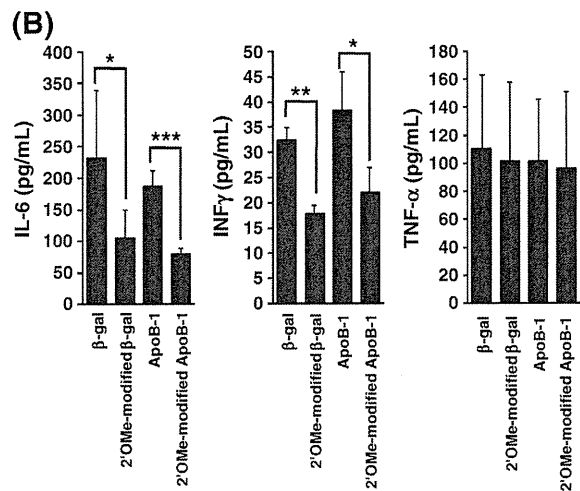 (B)
IL-6 (pg/mL)
400
350
300
250
200
150
100
50
0
*
***
β-gal
2'OMe-modified β-gal
ApoB-1
2'OMe-modified ApoB-1
INFγ (pg/mL)
50
45
40
35
30
25
20
15
10
5
0
**
*
β-gal
2'OMe-modified β-gal
ApoB-1
2'OMe-modified ApoB-1
TNF-α (pg/mL)
180
160
140
120
100
80
60
40
20
0
β-gal
2'OMe-modified β-gal
ApoB-1
2'OMe-modified ApoB-1